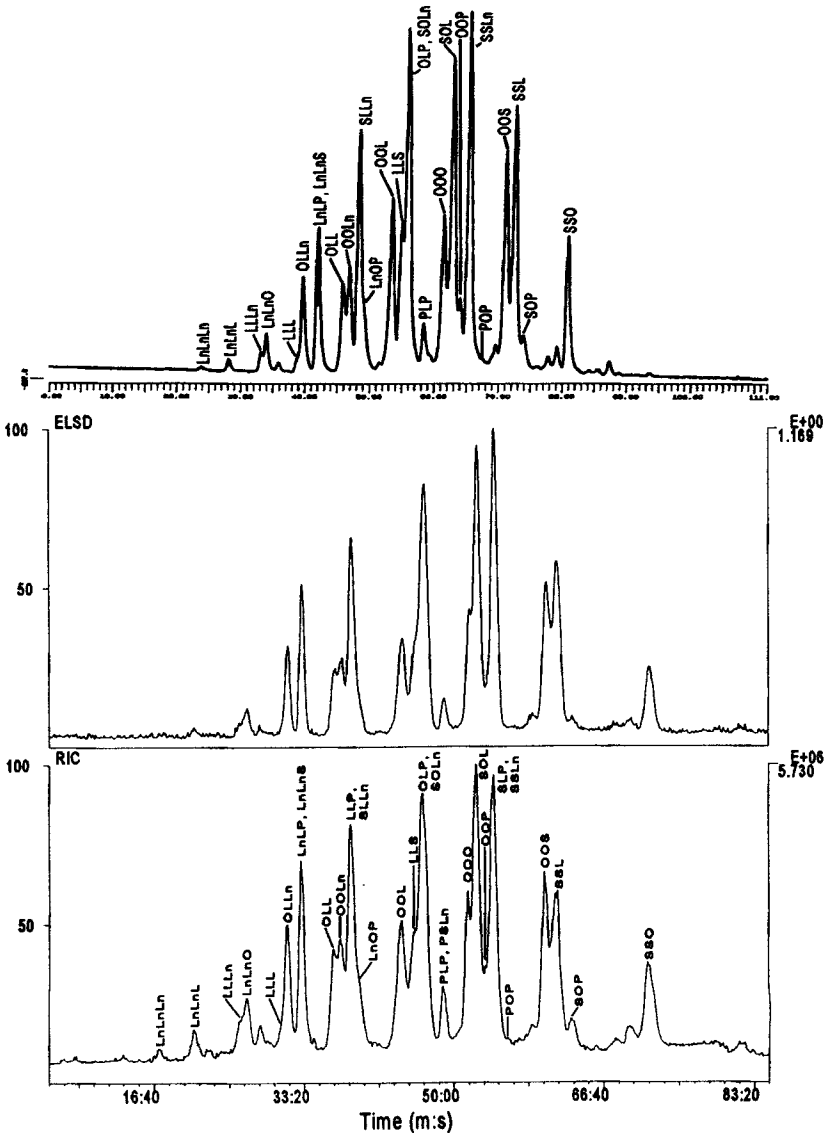 LnLnLn
LnLnL
LLLn
LnLnO
LLL
OLLn
LnLP, LnLnS
OLL
OOLn
SLLn
LnOP
OOL
LLS
OLP, SOLn
PLP
OOO
SOL
OOP
SSLn
POP
OOS
SSL
SOP
SSO
ELSD
100
50
E+00
1.169
RIC
100
50
E+06
5.730
LnLnLn
LnLnL
LLLn
LnLnO
LLL
OLLn
LnLP, LnLnS
OLL
OOLn
LLP,
SLLn
LnOP
OOL
LLS
OLP,
SOLn
PLP, PSLn
OOO
SOL
OOP
SLP,
SSLn
POP
OOS
SSL
SOP
SSO
16:40 33:20 50:00 66:40 83:20
Time (m:s)